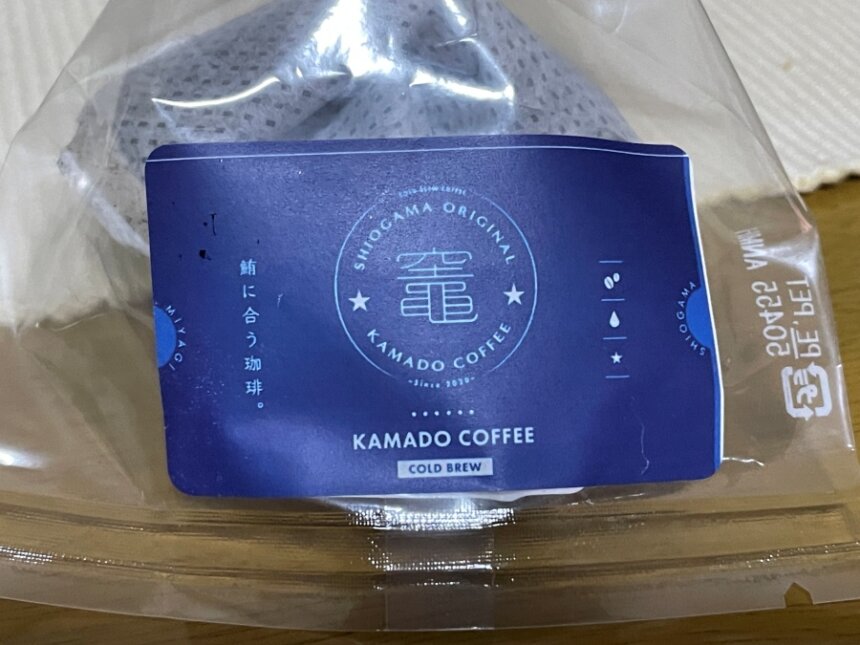 COLD BREW COFFEE
SHIOGAMA ORIGINAL
竈
KAMADO COFFEE
-Since 2020-
鮪に合う珈琲。
MIYAGI
SHIOGAMA
KAMADO COFFEE
COLD BREW
PE, PET